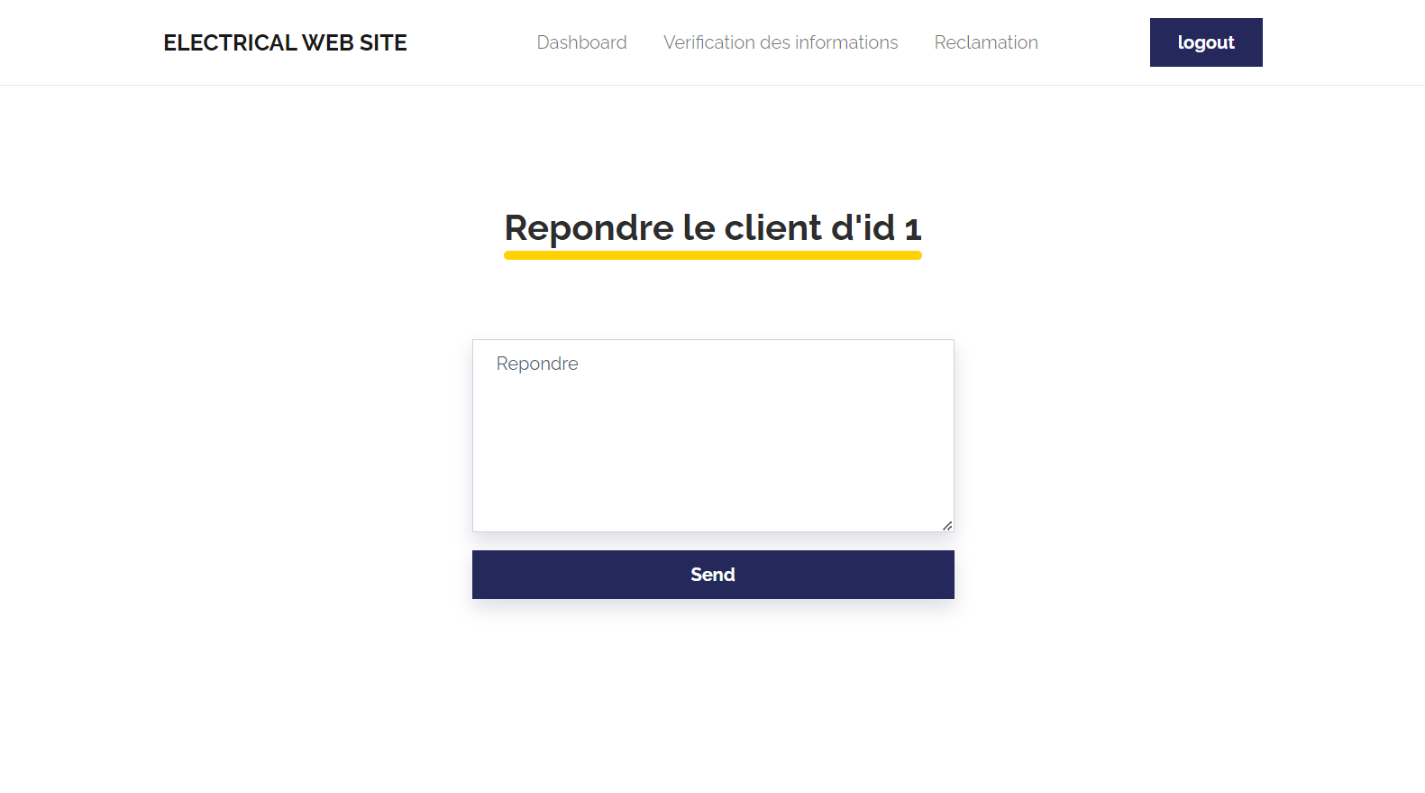 ELECTRICAL WEB SITE
Dashboard Verification des informations Reclamation
logout
Repondre le client d'id 1
Repondre
Send